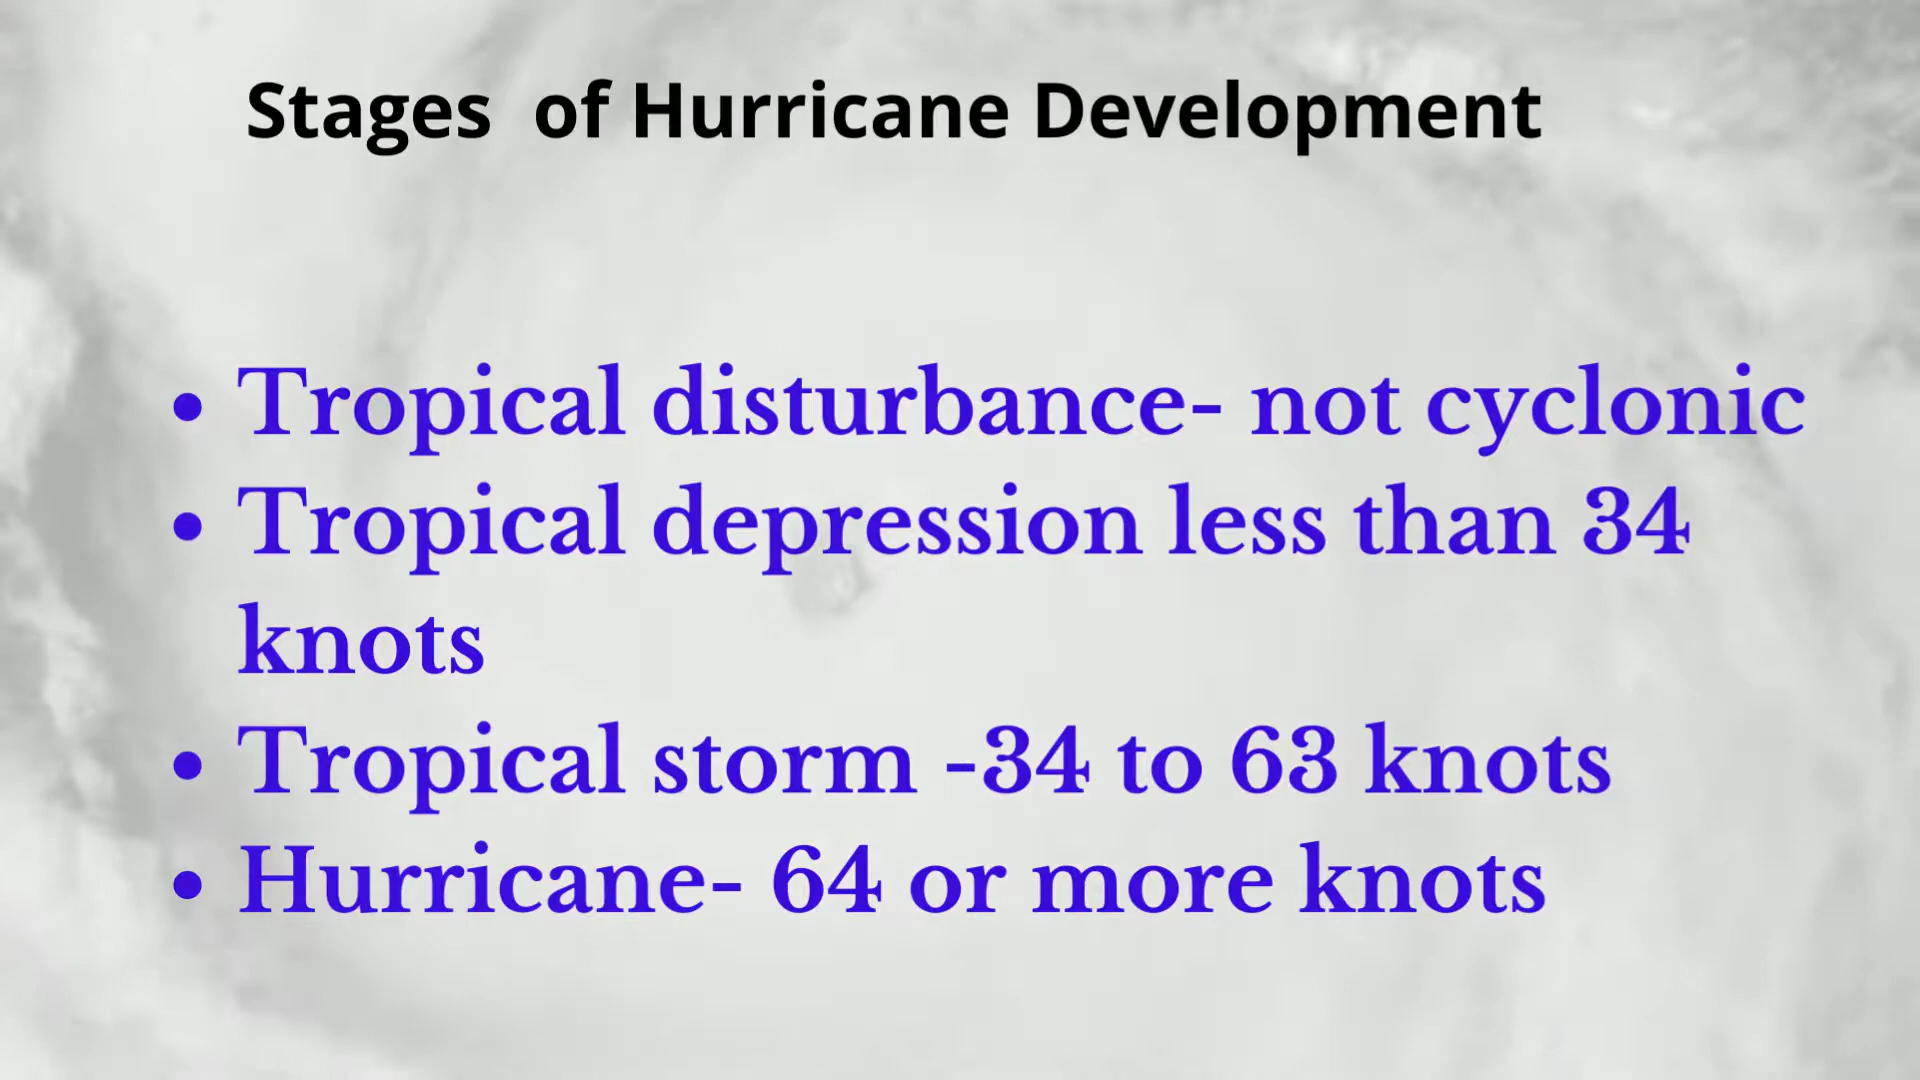 Stages  of Hurricane Development
• Tropical disturbance- not cyclonic
• Tropical depression less than 34
knots
• Tropical storm -34 to 63 knots
• Hurricane- 64 or more knots